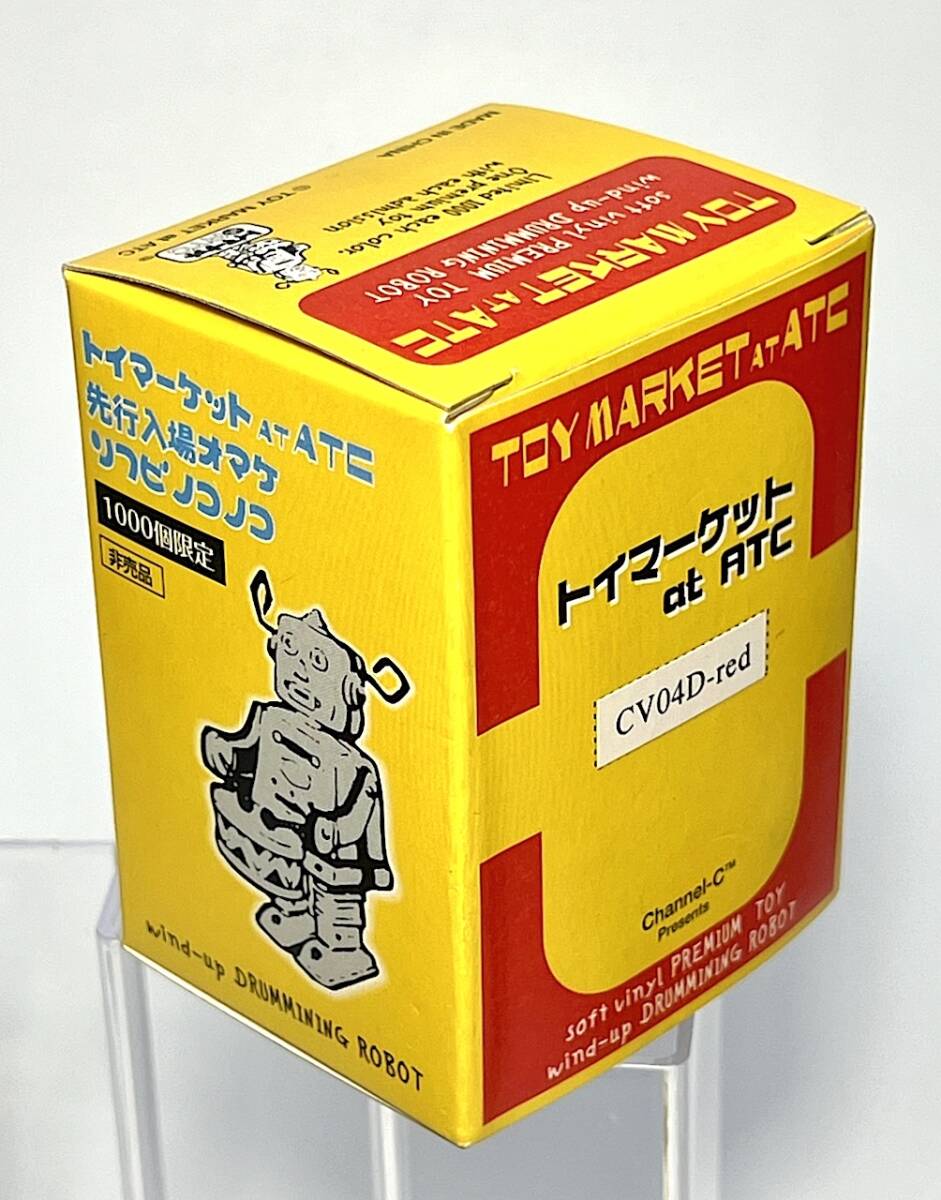 MADE IN CHINA
© TOY MARKET at ATC
Limited 1000 each color.
One premium toy
with each admission
soft vinyl PREMIUM TOY
wind-up DRUMMINING ROBOT
TOY MARKET AT ATC
トイマーケット AT ATC
先行入場オマケ
ソフビノコノコ
1000個限定
非売品
wind-up DRUMMINING ROBOT
TOY MARKET AT ATC
トイマーケット
at ATC
CV04D-red
Channel-C™
Presents
soft vinyl PREMIUM TOY
wind-up DRUMMINING ROBOT